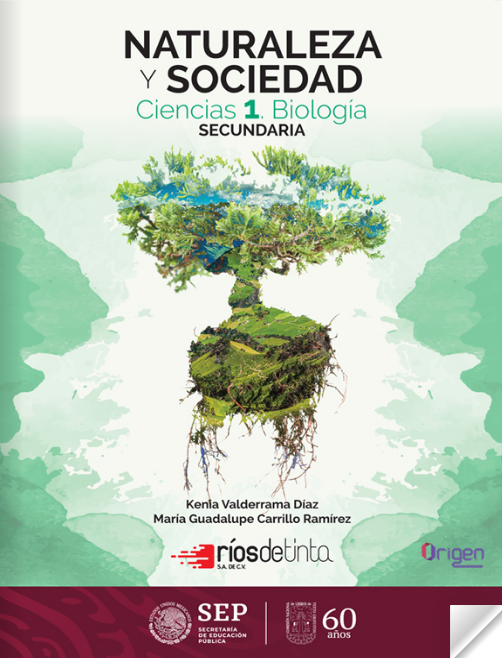 NATURALEZA
Y SOCIEDAD
Ciencias 1. Biología
SECUNDARIA
Kenia Valderrama Díaz
María Guadalupe Carrillo Ramírez
ríosdetinta
S.A. DE C.V.
Origen
SEP
SECRETARÍA
DE EDUCACIÓN
PÚBLICA
60
años